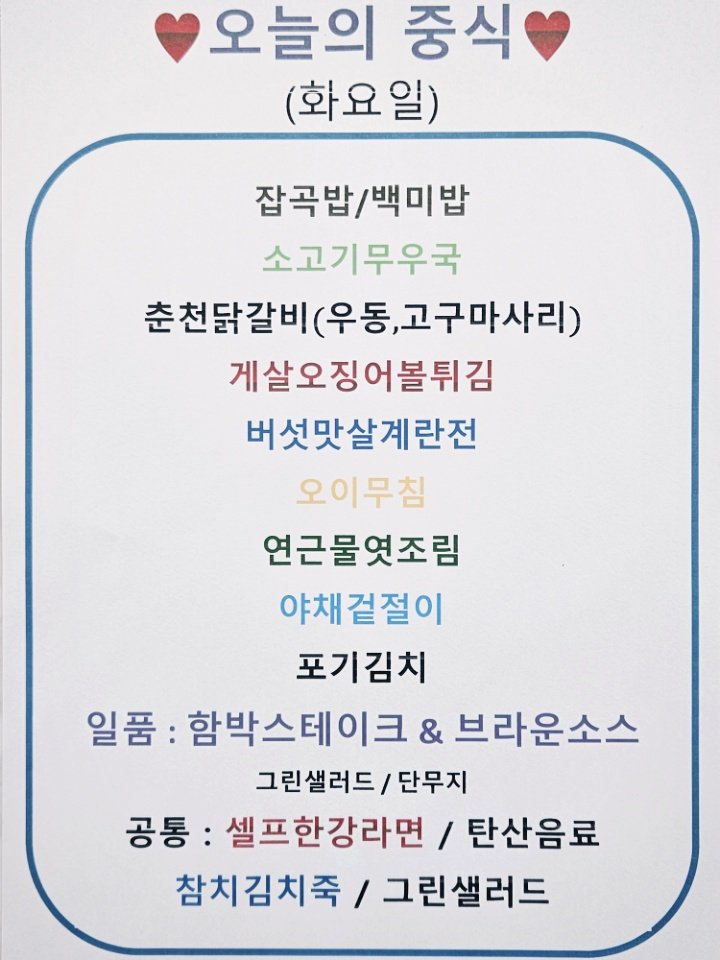 ♥오늘의 중식♥
(화요일)
잡곡밥/백미밥
소고기무우국
춘천닭갈비(우동,고구마사리)
게살오징어볼튀김
버섯맛살계란전
오이무침
연근물엿조림
야채겉절이
포기김치
일품 : 함박스테이크 & 브라운소스
그린샐러드 / 단무지
공통 : 셀프한강라면 / 탄산음료
참치김치죽 / 그린샐러드